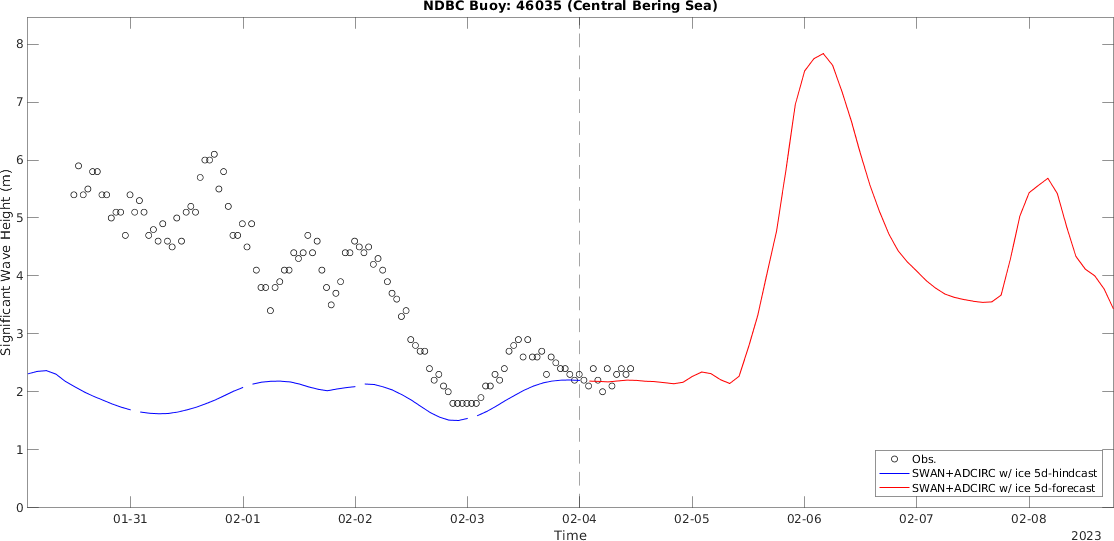 NDBC Buoy: 46035 (Central Bering Sea)
Significant Wave Height (m)
8
7
6
5
4
3
2
1
0
01-31 02-01 02-02 02-03 02-04 02-05 02-06 02-07 02-08
Time
2023
Obs.
SWAN+ADCIRC w/ ice 5d-hindcast
SWAN+ADCIRC w/ ice 5d-forecast